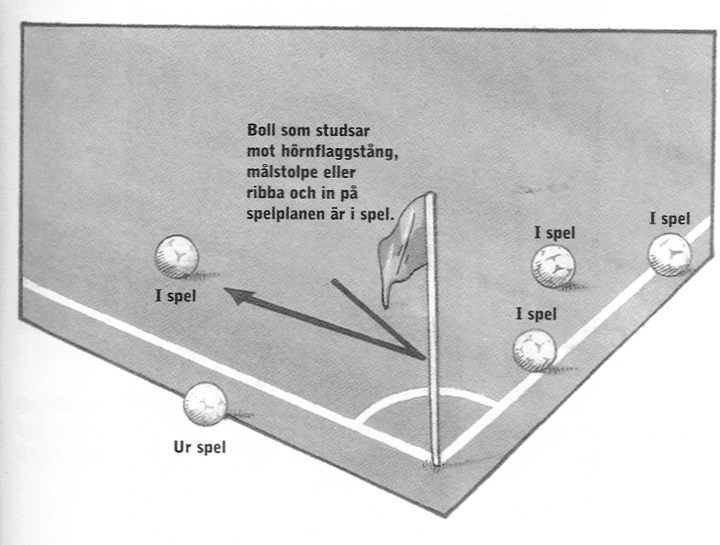 Boll som studsar
mot hörnflaggstång,
målstolpe eller
ribba och in på
spelplanen är i spel.
I spel
I spel
I spel
I spel
Ur spel